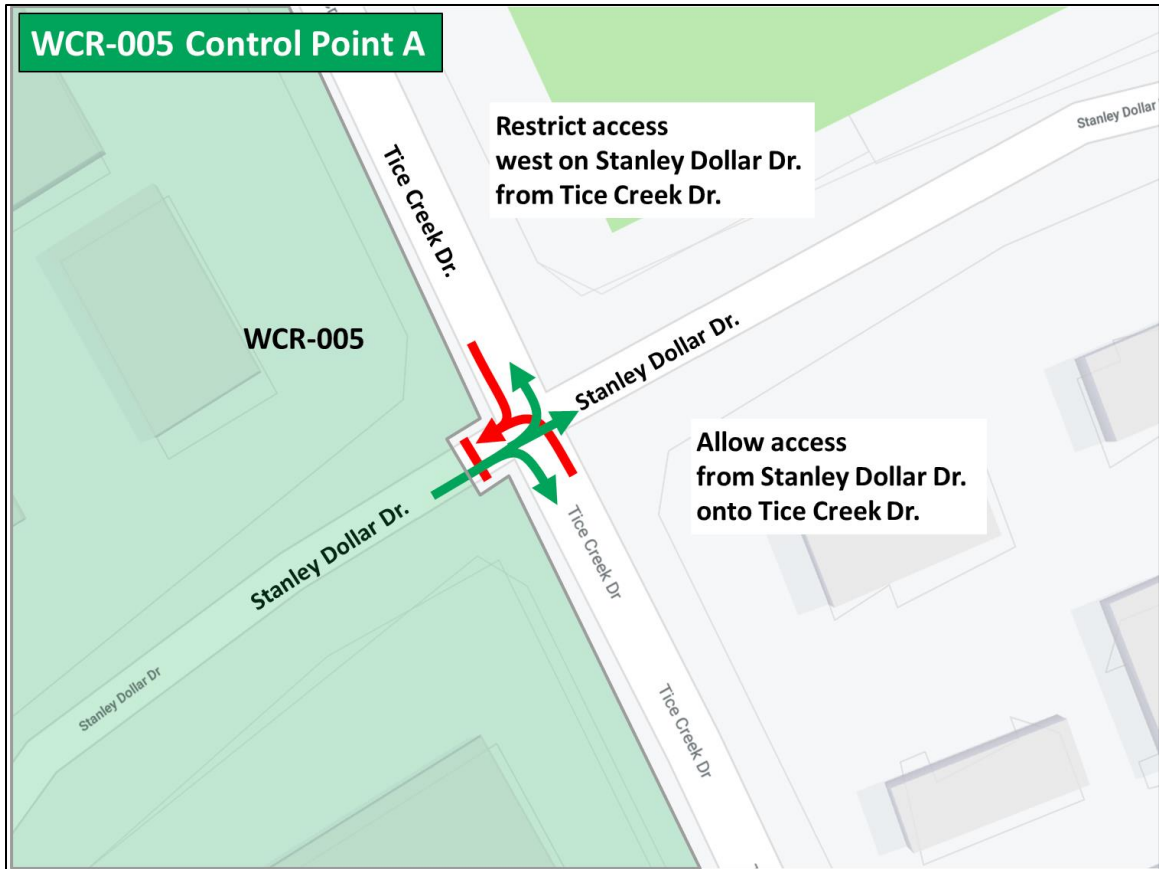 WCR-005 Control Point A
Tice Creek Dr.
Restrict access
west on Stanley Dollar Dr.
from Tice Creek Dr.
Stanley Dollar
WCR-005
Stanley Dollar Dr.
Allow access
from Stanley Dollar Dr.
onto Tice Creek Dr.
Stanley Dollar Dr.
Tice Creek Dr
Stanley Dollar Dr
Tice Creek Dr